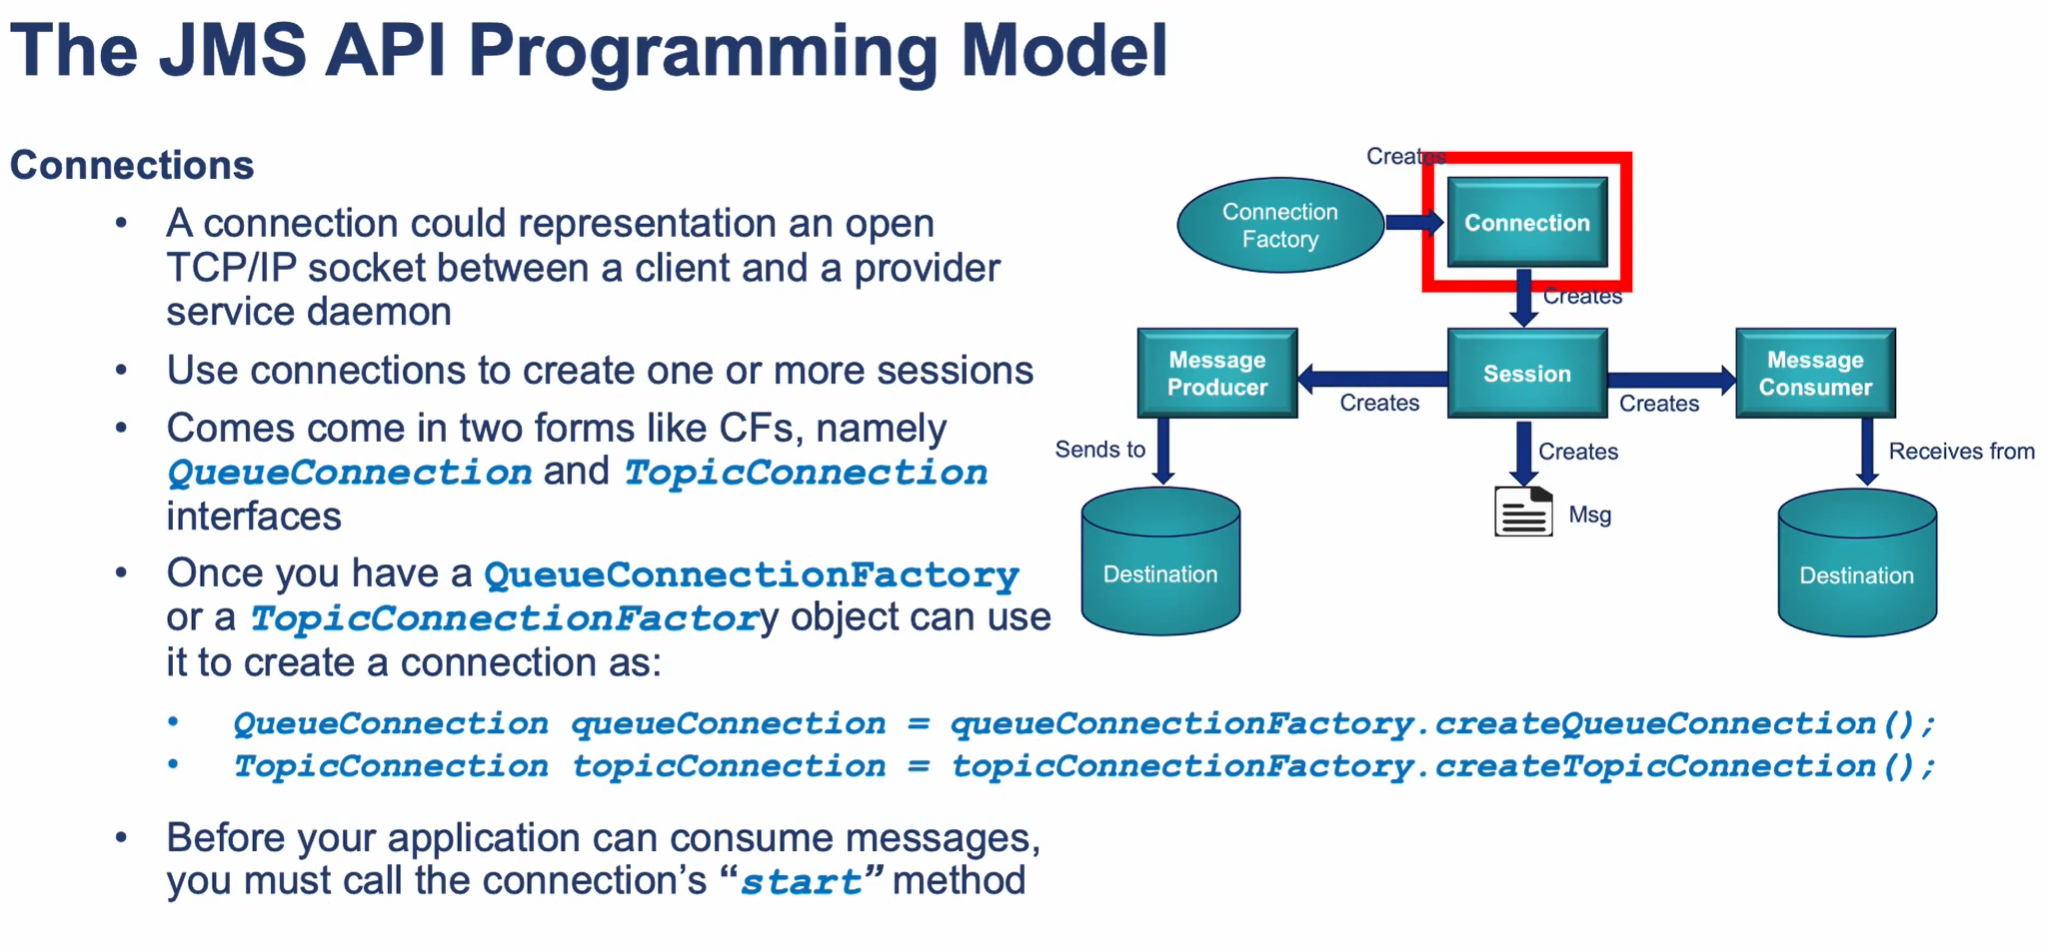 The JMS API Programming Model
Connections
• A connection could representation an open
TCP/IP socket between a client and a provider
service daemon
• Use connections to create one or more sessions
• Comes come in two forms like CFs, namely
QueueConnection and TopicConnection
interfaces
• Once you have a QueueConnectionFactory
or a TopicConnectionFactory object can use
it to create a connection as:
• QueueConnection queueConnection = queueConnectionFactory.createQueueConnection();
• TopicConnection topicConnection = topicConnectionFactory.createTopicConnection();
• Before your application can consume messages,
you must call the connection's “start” method
Creates
Connection
Factory
Connection
Creates
Message
Producer
Session
Message
Consumer
Creates
Creates
Sends to
Creates
Receives from
Msg
Destination
Destination